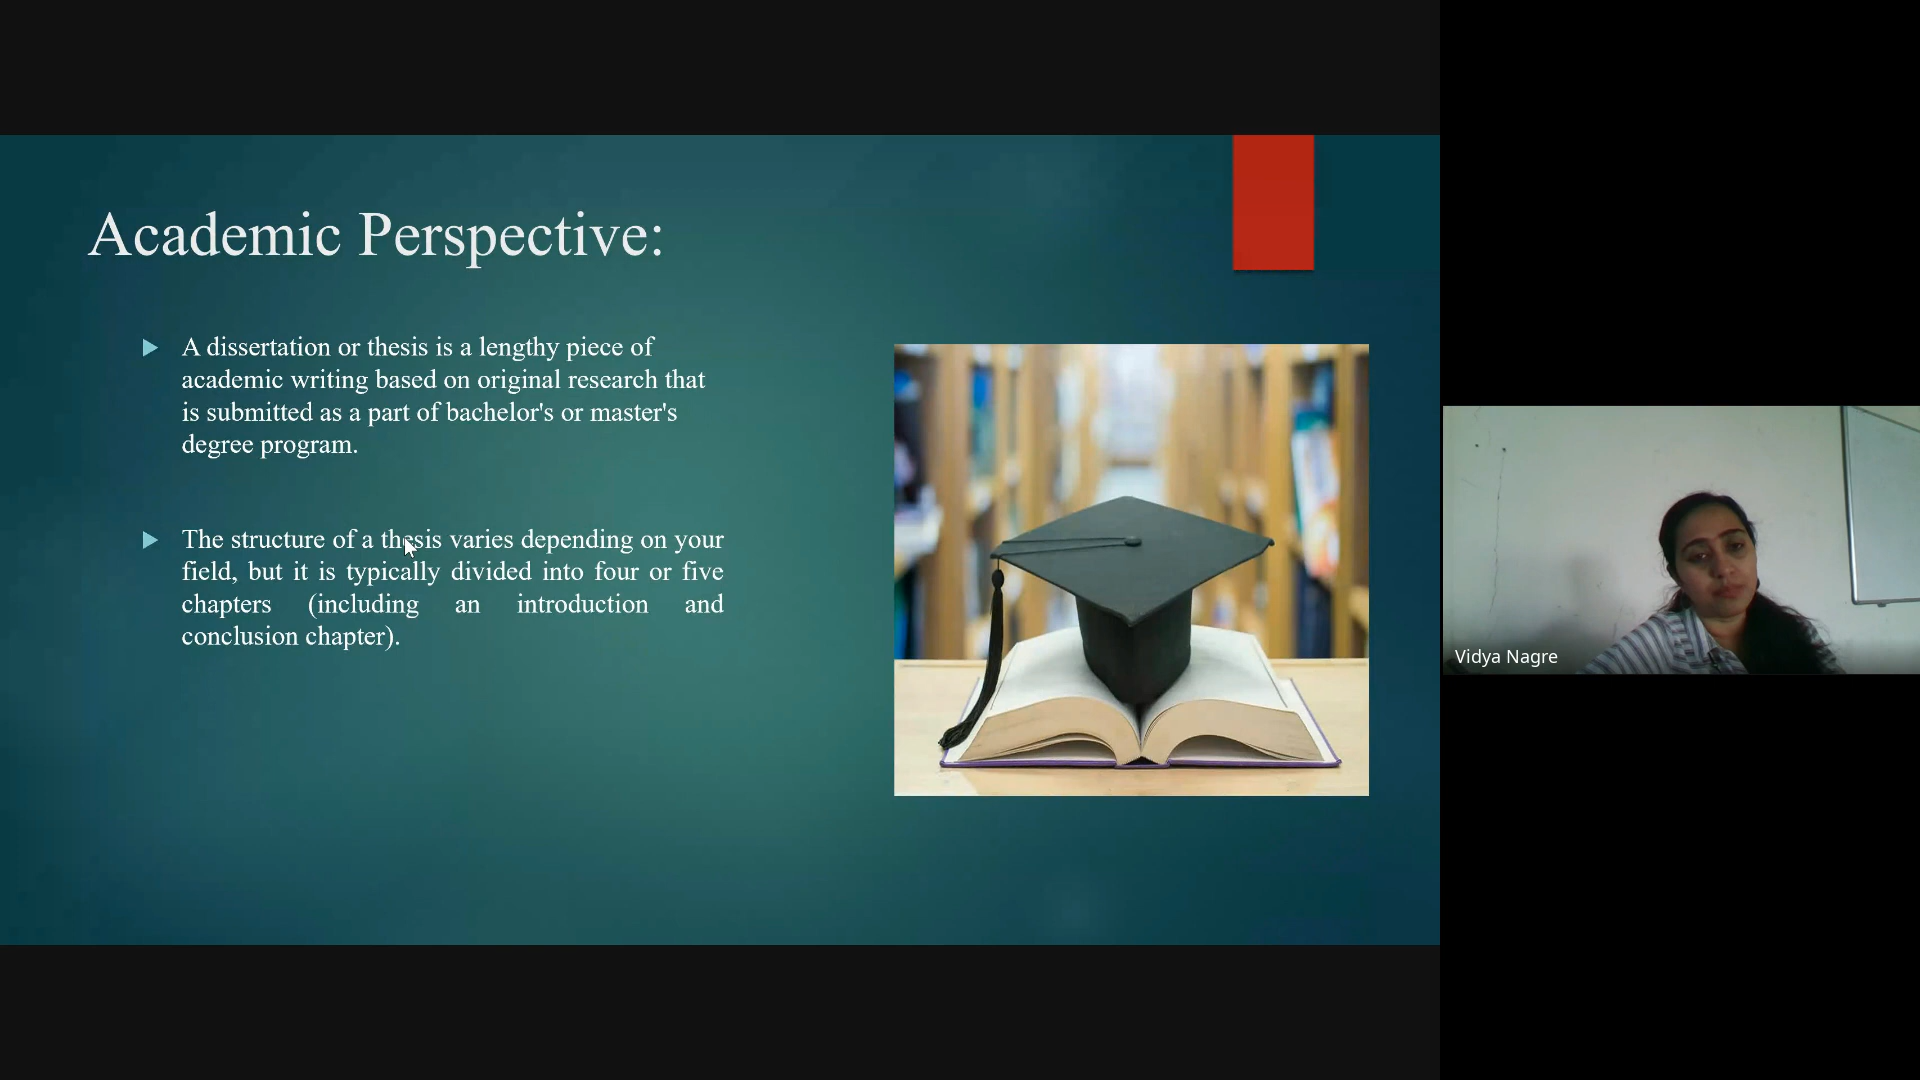 Academic Perspective:
A dissertation or thesis is a lengthy piece of
academic writing based on original research that
is submitted as a part of bachelor's or master's
degree program.
The structure of a thesis varies depending on your
field, but it is typically divided into four or five
chapters (including an introduction and
conclusion chapter).
Vidya Nagre